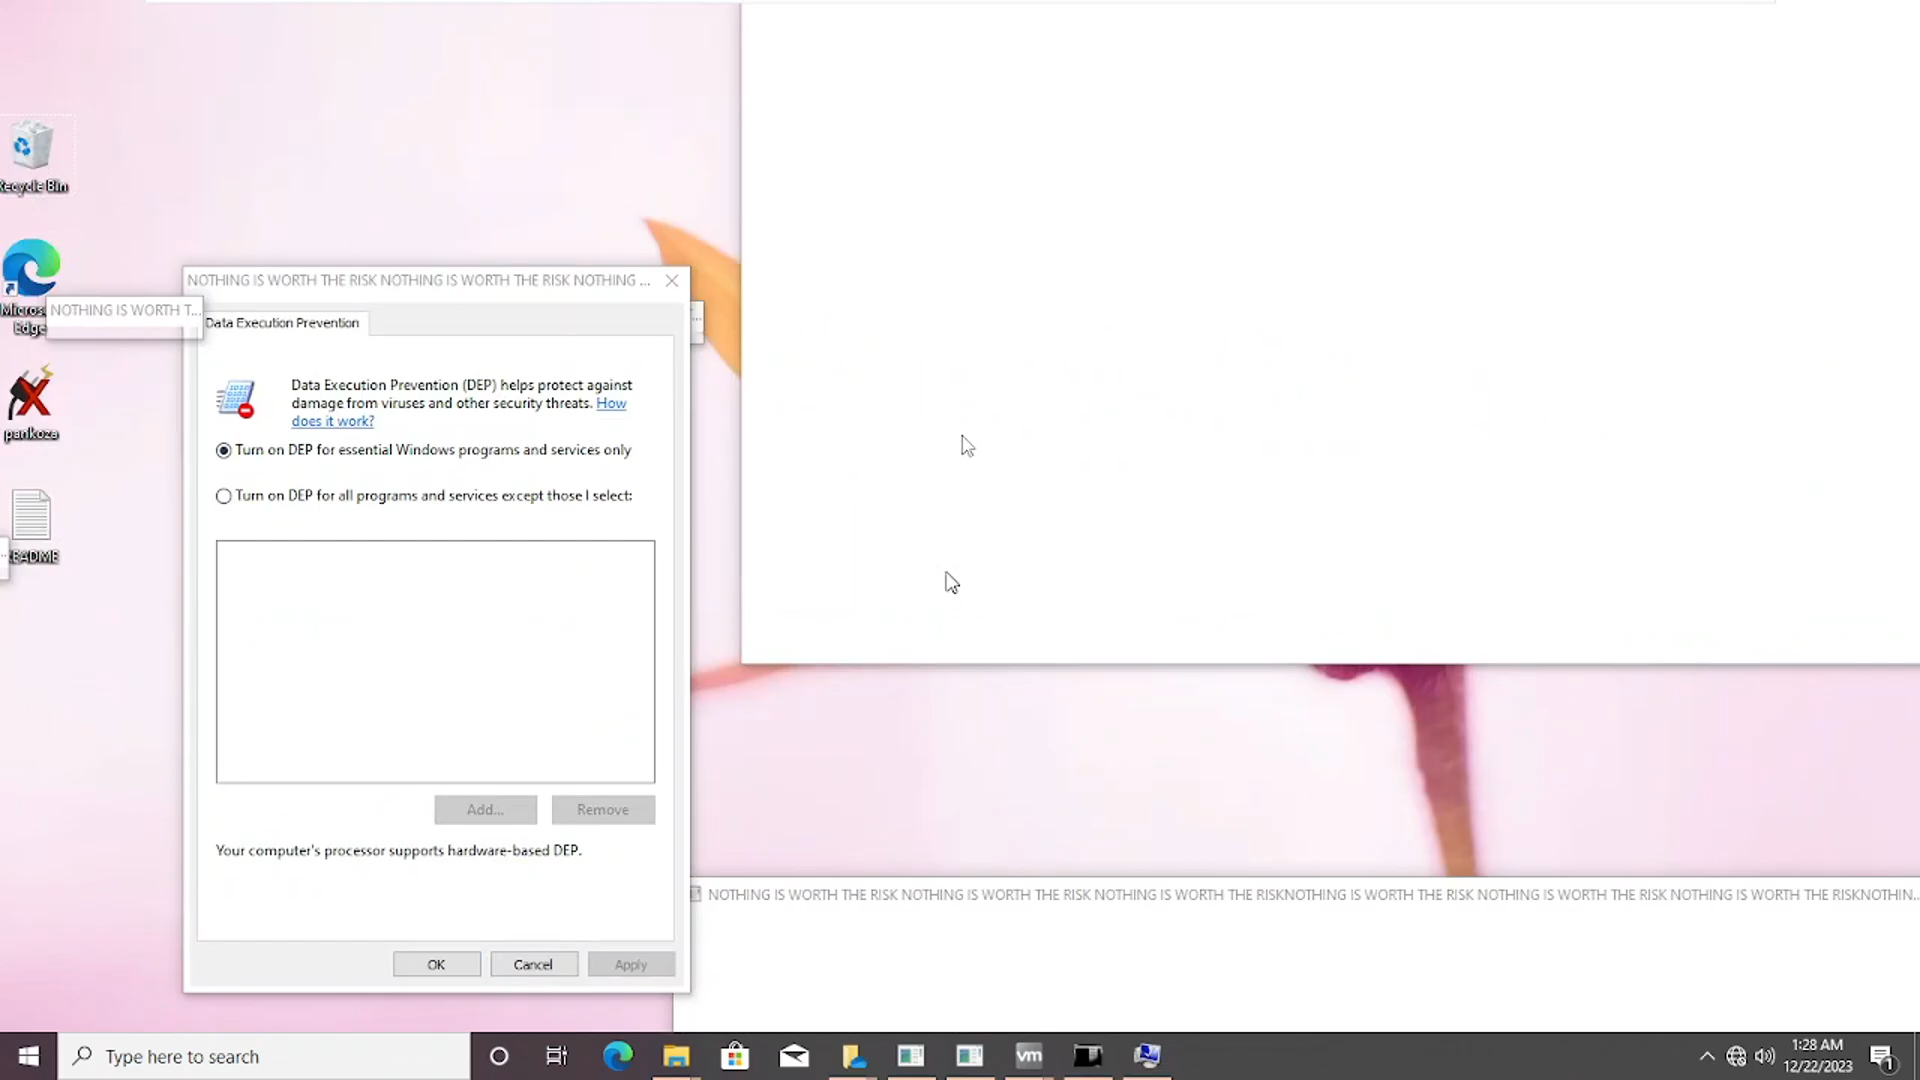 Recycle Bin
Micros
Edge
NOTHING IS WORTH T...
pankoza
README
NOTHING IS WORTH THE RISK NOTHING IS WORTH THE RISK NOTHING ...
Data Execution Prevention
Data Execution Prevention (DEP) helps protect against
damage from viruses and other security threats. How
does it work?
Turn on DEP for essential Windows programs and services only
Turn on DEP for all programs and services except those I select:
Add...
Remove
Your computer's processor supports hardware-based DEP.
OK
Cancel
Apply
NOTHING IS WORTH THE RISK NOTHING IS WORTH THE RISK NOTHING IS WORTH THE RISKNOTHING IS WORTH THE RISK NOTHING IS WORTH THE RISK NOTHING IS WORTH THE RISKNOTHIN...
Type here to search
vm
1:28 AM
12/22/2023
1